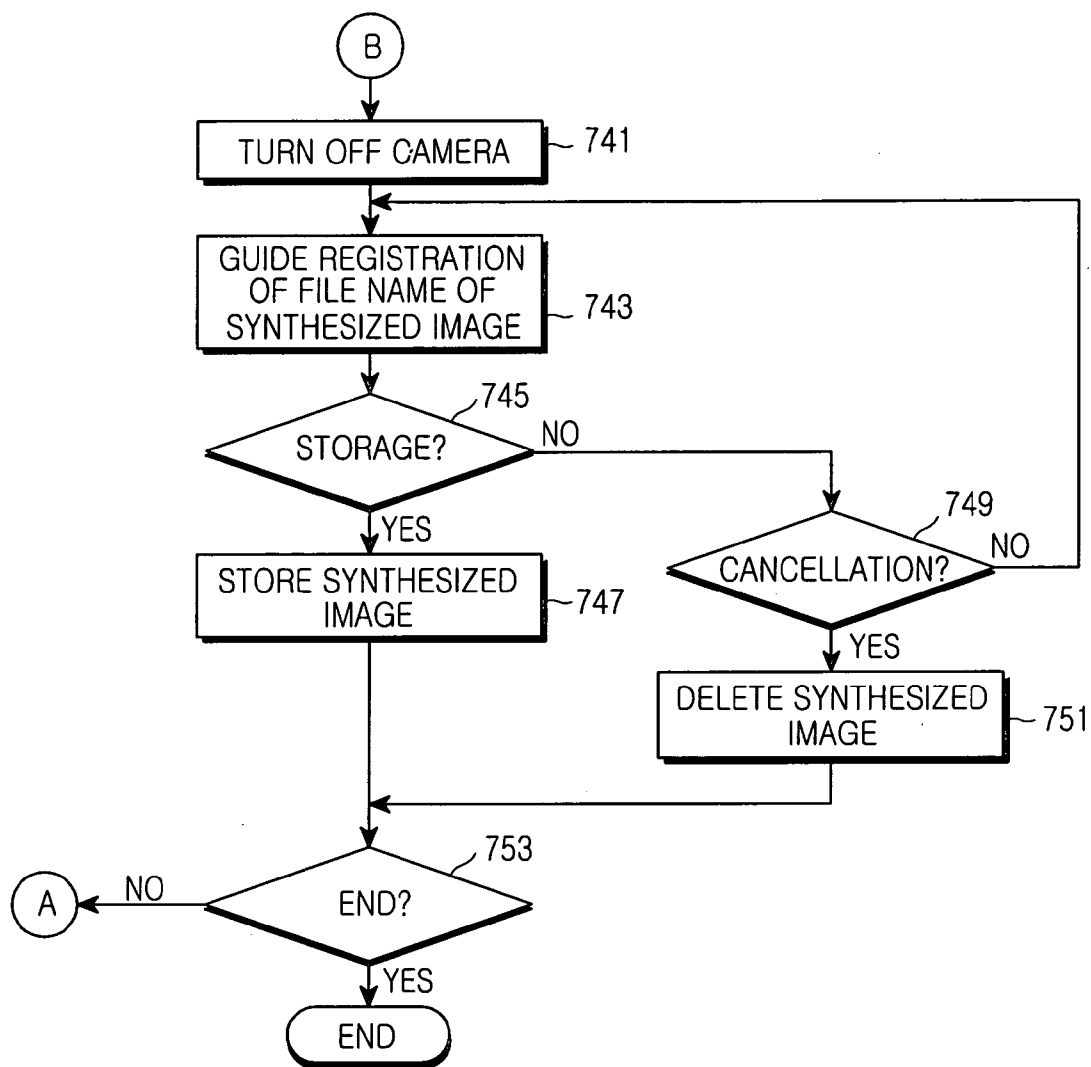 B
TURN OFF CAMERA
741
GUIDE REGISTRATION
OF FILE NAME OF
SYNTHESIZED IMAGE
743
745
STORAGE?
NO
YES
749
CANCELLATION?
NO
STORE SYNTHESIZED
IMAGE
747
YES
DELETE SYNTHESIZED
IMAGE
751
753
END?
NO
A
YES
END